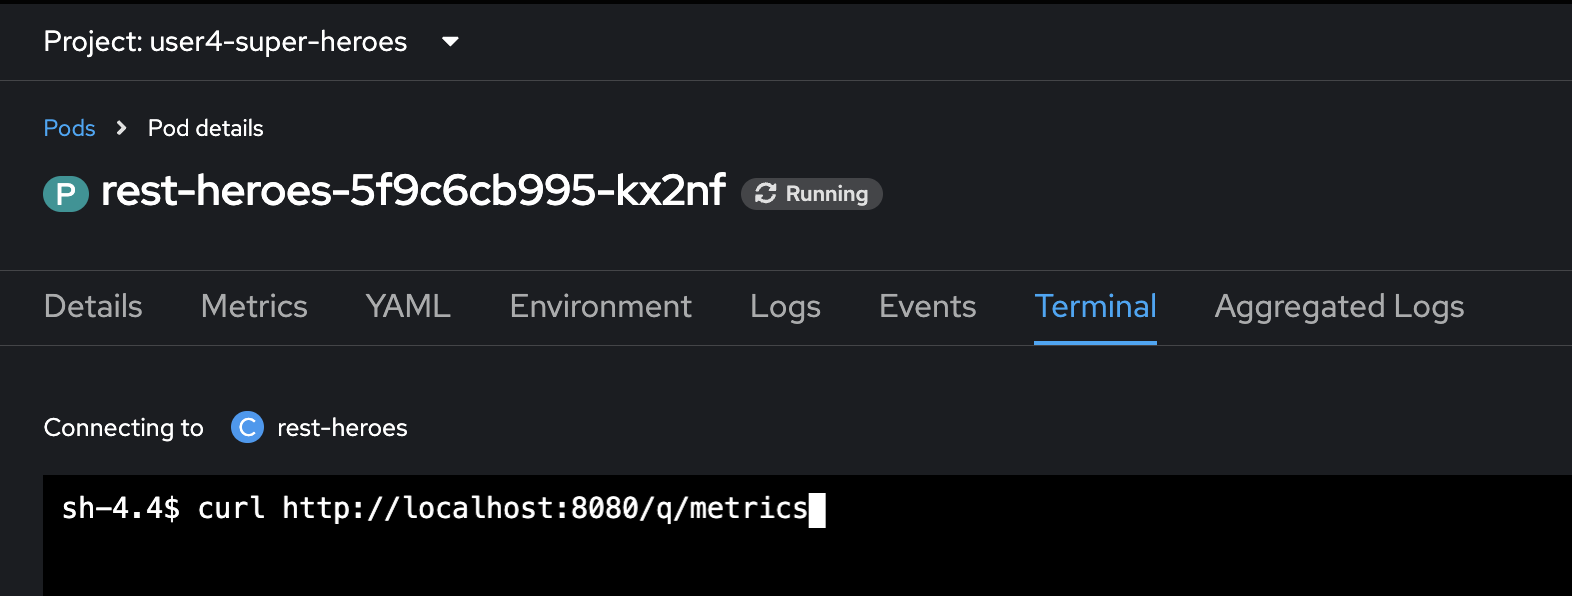 Project: user4-super-heroes
Pods > Pod details
P rest-heroes-5f9c6cb995-kx2nf Running
Details Metrics YAML Environment Logs Events Terminal Aggregated Logs
Connecting to C rest-heroes
sh-4.4$ curl http://localhost:8080/q/metrics